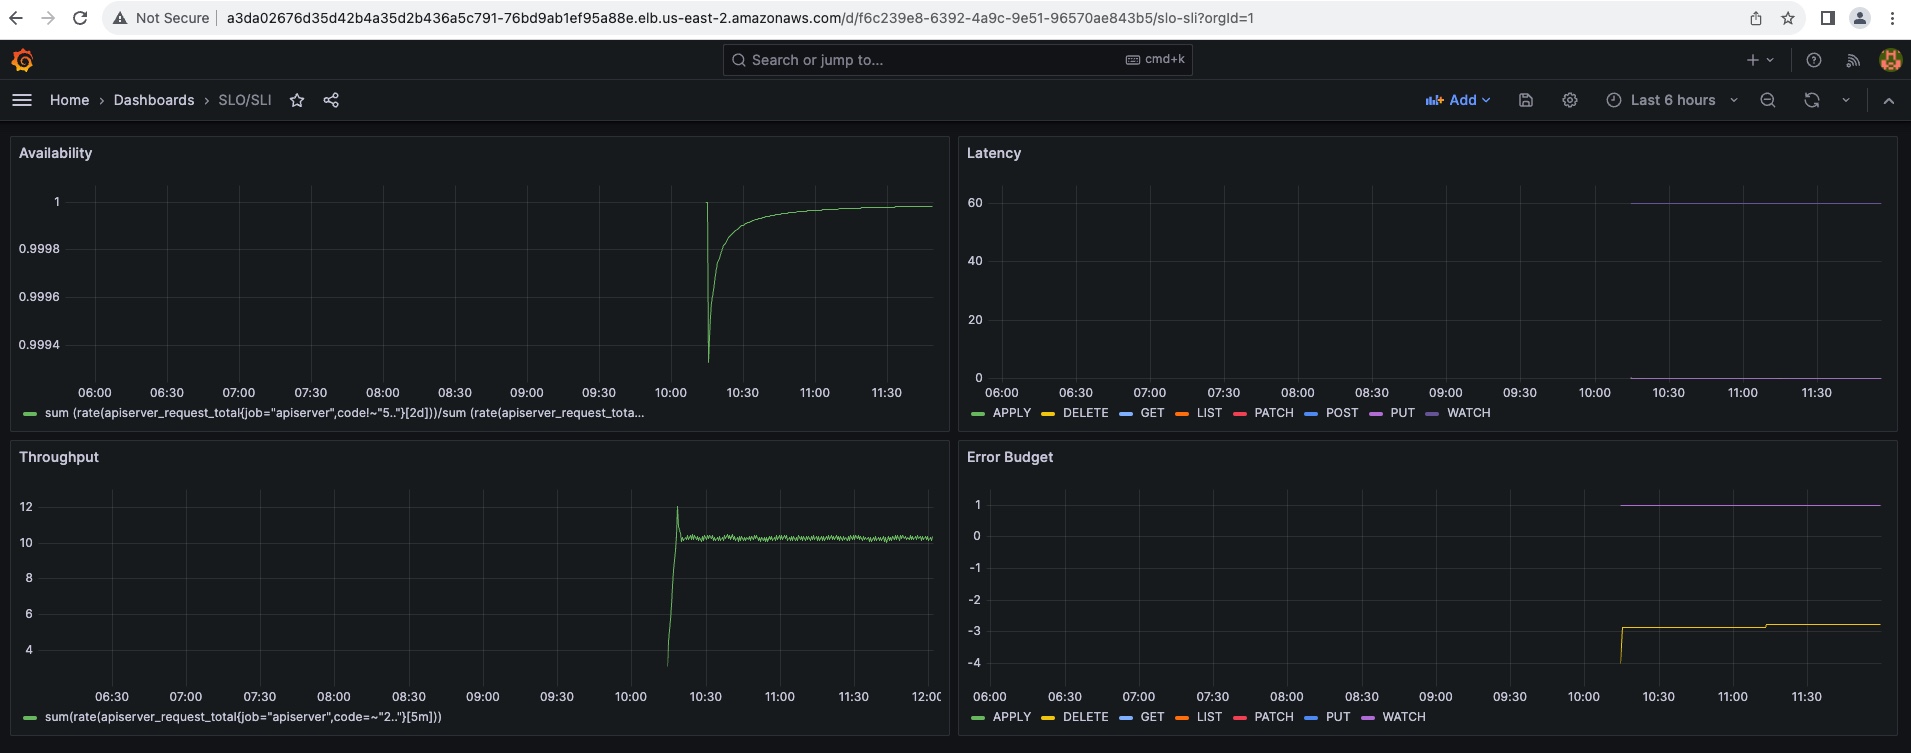 Not Secure a3da02676d35d42b4a35d2b436a5c791-76bd9ab1ef95a88e.elb.us-east-2.amazonaws.com/d/f6c239e8-6392-4a9c-9e51-96570ae843b5/slo-sli?orgId=1
Search or jump to... cmd+k
Home › Dashboards › SLO/SLI Add Last 6 hours
Availability
1
0.9998
0.9996
0.9994
06:00 06:30 07:00 07:30 08:00 08:30 09:00 09:30 10:00 10:30 11:00 11:30
sum (rate(apiserver_request_total{job="apiserver",code!~"5.."}[2d]))/sum (rate(apiserver_request_tota...
Latency
60
40
20
0
06:00 06:30 07:00 07:30 08:00 08:30 09:00 09:30 10:00 10:30 11:00 11:30
APPLY DELETE GET LIST PATCH POST PUT WATCH
Throughput
12
10
8
6
4
06:30 07:00 07:30 08:00 08:30 09:00 09:30 10:00 10:30 11:00 11:30 12:00
sum(rate(apiserver_request_total{job="apiserver",code=~"2.."}[5m]))
Error Budget
1
0
-1
-2
-3
-4
06:00 06:30 07:00 07:30 08:00 08:30 09:00 09:30 10:00 10:30 11:00 11:30
APPLY DELETE GET LIST PATCH PUT WATCH